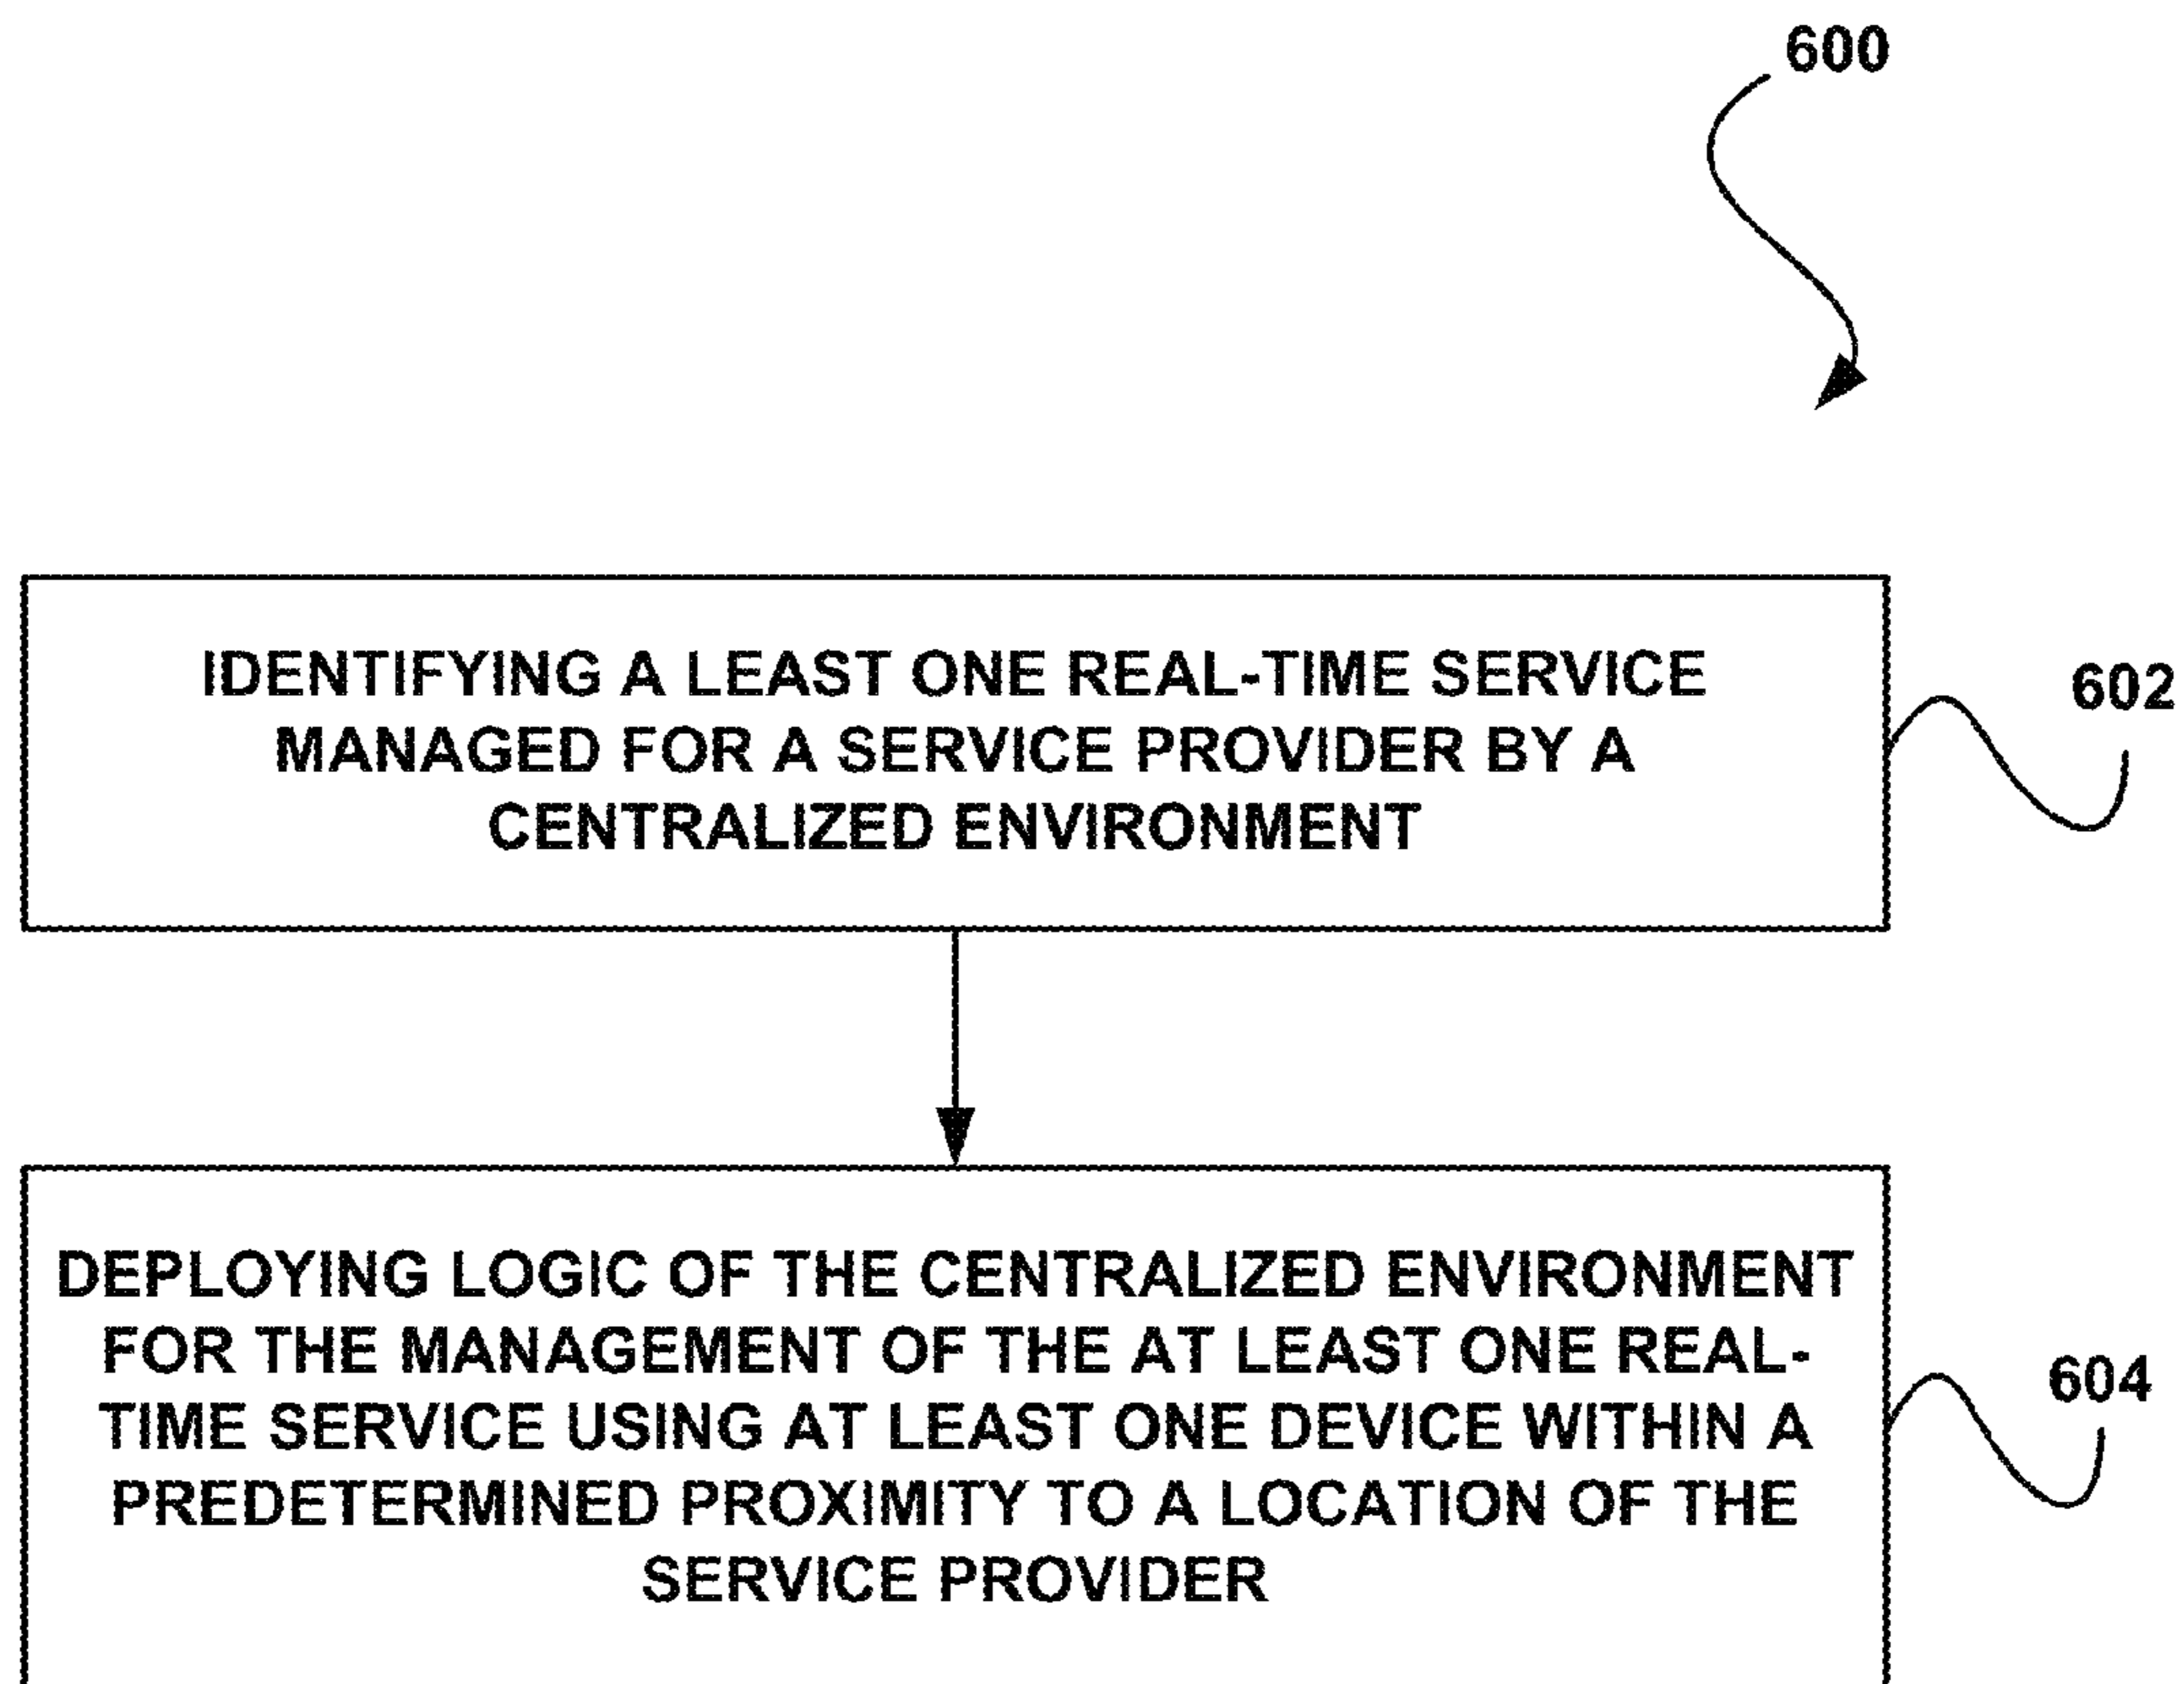 600
IDENTIFYING A LEAST ONE REAL-TIME SERVICE
MANAGED FOR A SERVICE PROVIDER BY A
CENTRALIZED ENVIRONMENT
602
DEPLOYING LOGIC OF THE CENTRALIZED ENVIRONMENT
FOR THE MANAGEMENT OF THE AT LEAST ONE REAL-
TIME SERVICE USING AT LEAST ONE DEVICE WITHIN A
PREDETERMINED PROXIMITY TO A LOCATION OF THE
SERVICE PROVIDER
604